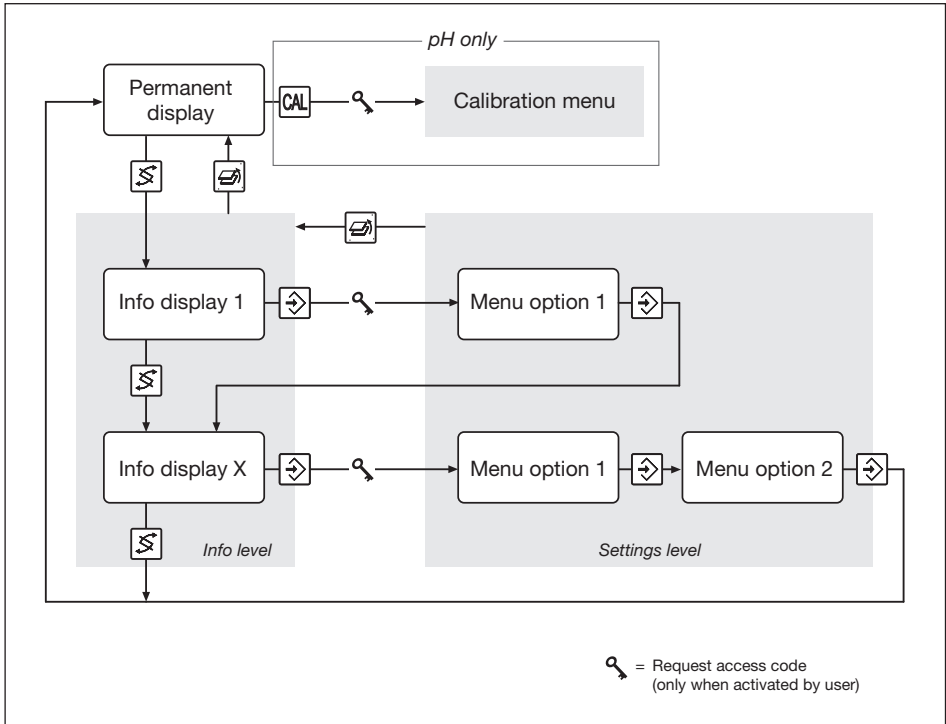 pH only
Permanent
display
CAL
Calibration menu
Info display 1
Menu option 1
Info display X
Menu option 1
Menu option 2
Info level
Settings level
= Request access code
(only when activated by user)